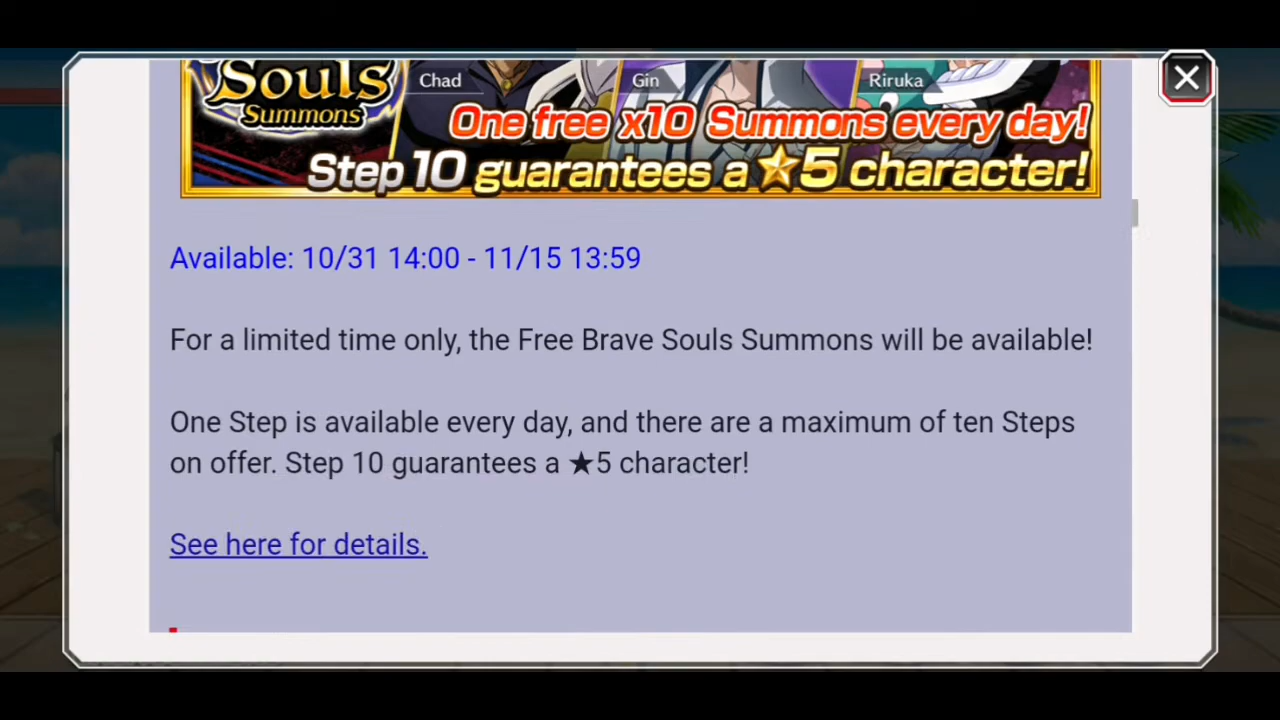 Souls
Summons
Chad
Gin
Riruka
One free x10 Summons every day!
Step 10 guarantees a ★5 character!
Available: 10/31 14:00 - 11/15 13:59
For a limited time only, the Free Brave Souls Summons will be available!
One Step is available every day, and there are a maximum of ten Steps
on offer. Step 10 guarantees a ★5 character!
See here for details.